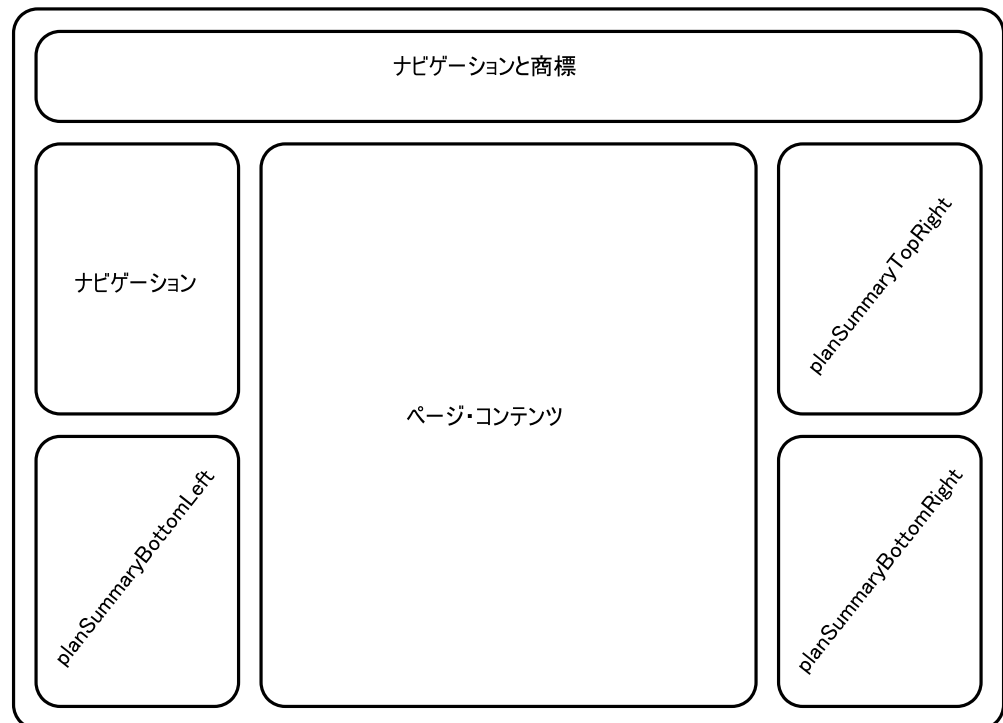 ナビゲーションと商標
ナビゲーション
ページ・コンテンツ
planSummaryTopRight
planSummaryBottomLeft
planSummaryBottomRight